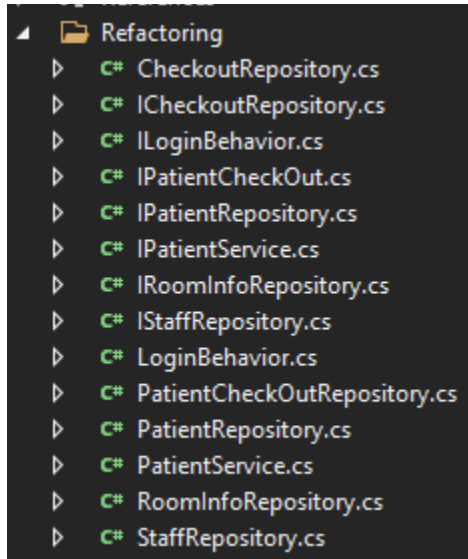 References
Refactoring
C# CheckoutRepository.cs
C# ICheckoutRepository.cs
C# ILoginBehavior.cs
C# IPatientCheckOut.cs
C# IPatientRepository.cs
C# IPatientService.cs
C# IRoomInfoRepository.cs
C# IStaffRepository.cs
C# LoginBehavior.cs
C# PatientCheckOutRepository.cs
C# PatientRepository.cs
C# PatientService.cs
C# RoomInfoRepository.cs
C# StaffRepository.cs